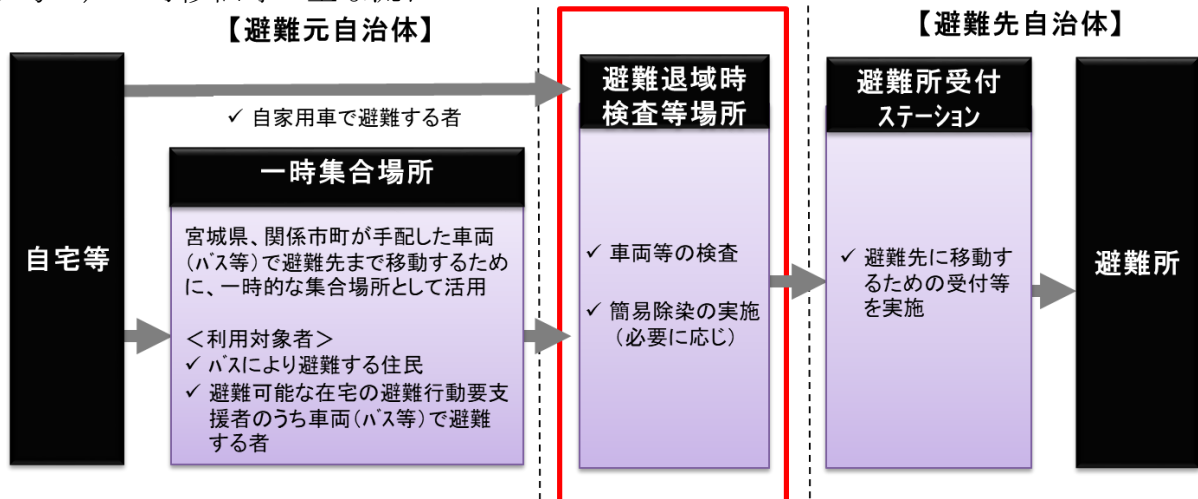 【避難元自治体】
【避難先自治体】
自宅等
✓ 自家用車で避難する者
一時集合場所
宮城県、関係市町が手配した車両
(バス等)で避難先まで移動するため
に、一時的な集合場所として活用
＜利用対象者＞
✓ バスにより避難する住民
✓ 避難可能な在宅の避難行動要支
援者のうち車両(バス等)で避難
する者
避難退域時
検査等場所
✓ 車両等の検査
✓ 簡易除染の実施
(必要に応じ)
避難所受付
ステーション
✓ 避難先に移動す
るための受付等
を実施
避難所